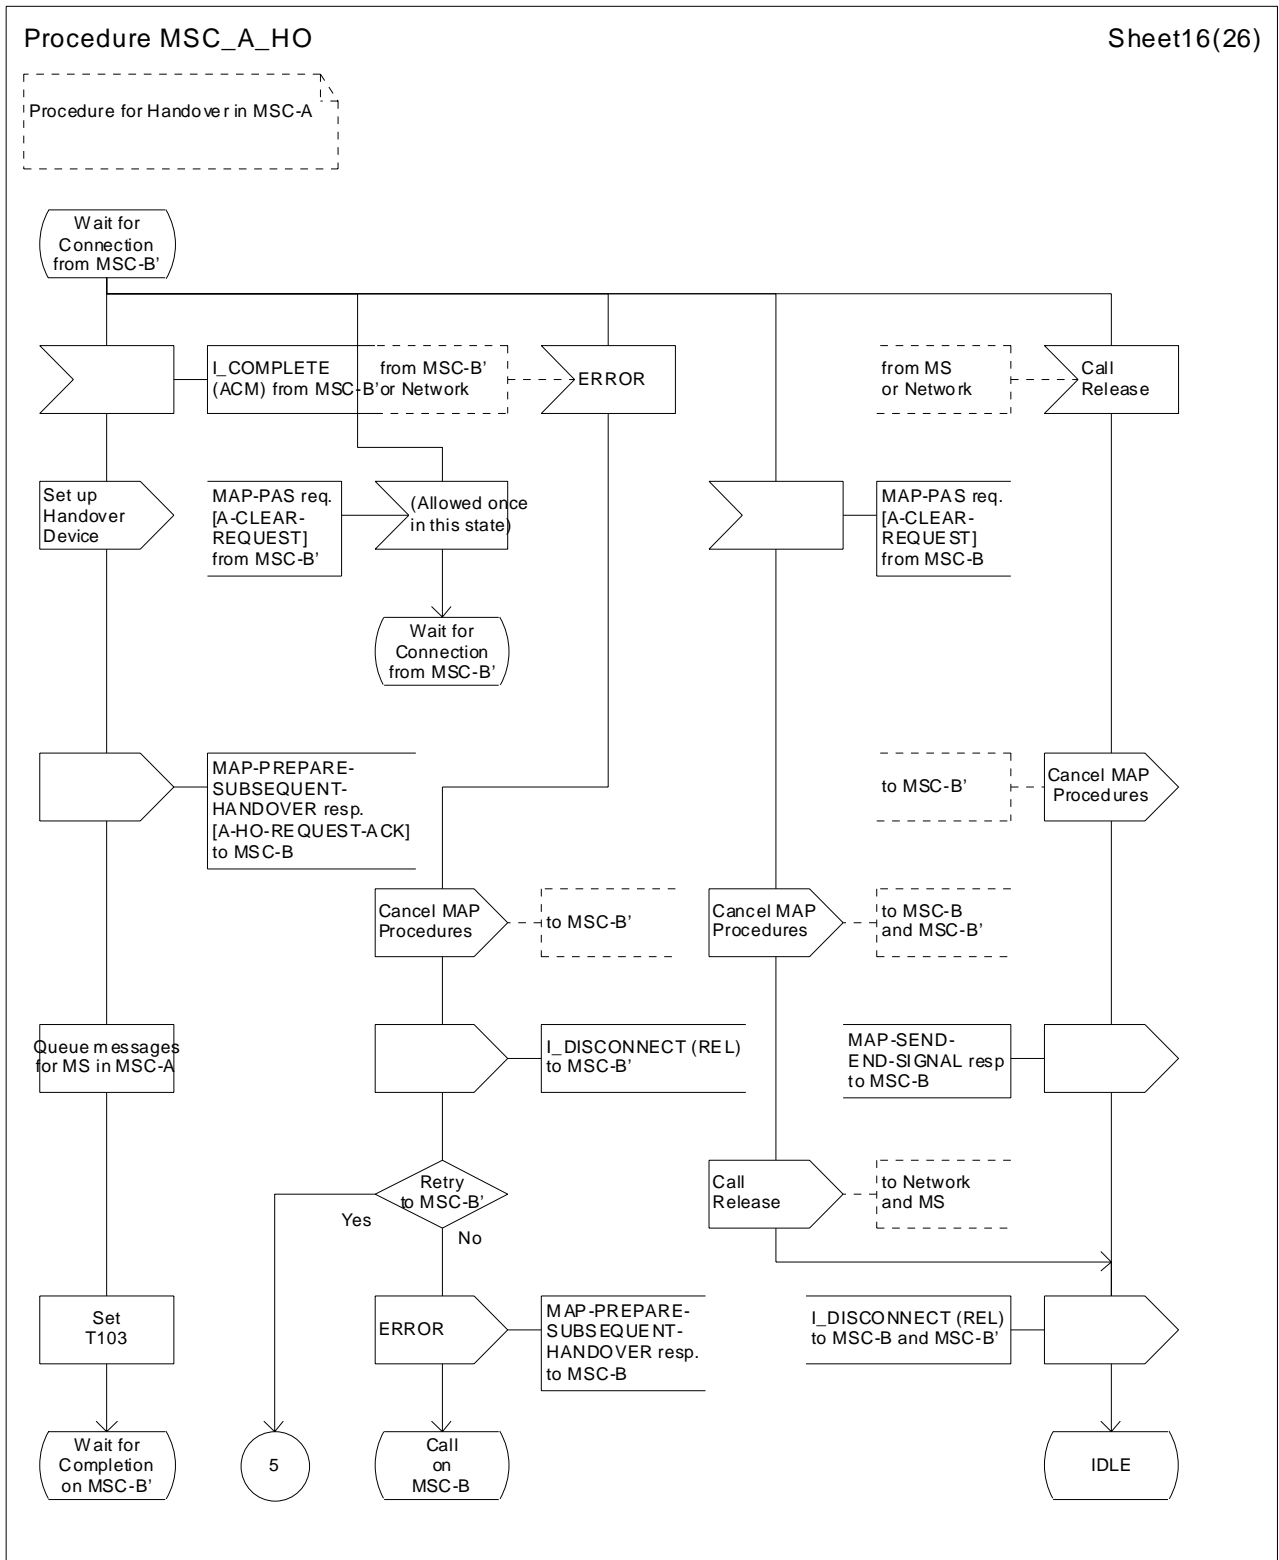 Procedure MSC_A_HO
Sheet16(26)
Procedure for Handover in MSC-A
Wait for
Connection
from MSC-B'
I_COMPLETE
(ACM) from MSC-B'
from MSC-B'
or Network
ERROR
from MS
or Network
Call
Release
Set up
Handover
Device
MAP-PAS req.
[A-CLEAR-
REQUEST]
from MSC-B'
(Allowed once
in this state)
MAP-PAS req.
[A-CLEAR-
REQUEST]
from MSC-B
Wait for
Connection
from MSC-B'
MAP-PREPARE-
SUBSEQUENT-
HANDOVER resp.
[A-HO-REQUEST-ACK]
to MSC-B
to MSC-B'
Cancel MAP
Procedures
Cancel MAP
Procedures
to MSC-B'
Cancel MAP
Procedures
to MSC-B
and MSC-B'
Queue messages
for MS in MSC-A
I_DISCONNECT (REL)
to MSC-B'
MAP-SEND-
END-SIGNAL resp
to MSC-B
Retry
to MSC-B'
Yes
No
Call
Release
to Network
and MS
Set
T103
ERROR
MAP-PREPARE-
SUBSEQUENT-
HANDOVER resp.
to MSC-B
I_DISCONNECT (REL)
to MSC-B and MSC-B'
Wait for
Completion
on MSC-B'
5
Call
on
MSC-B
IDLE